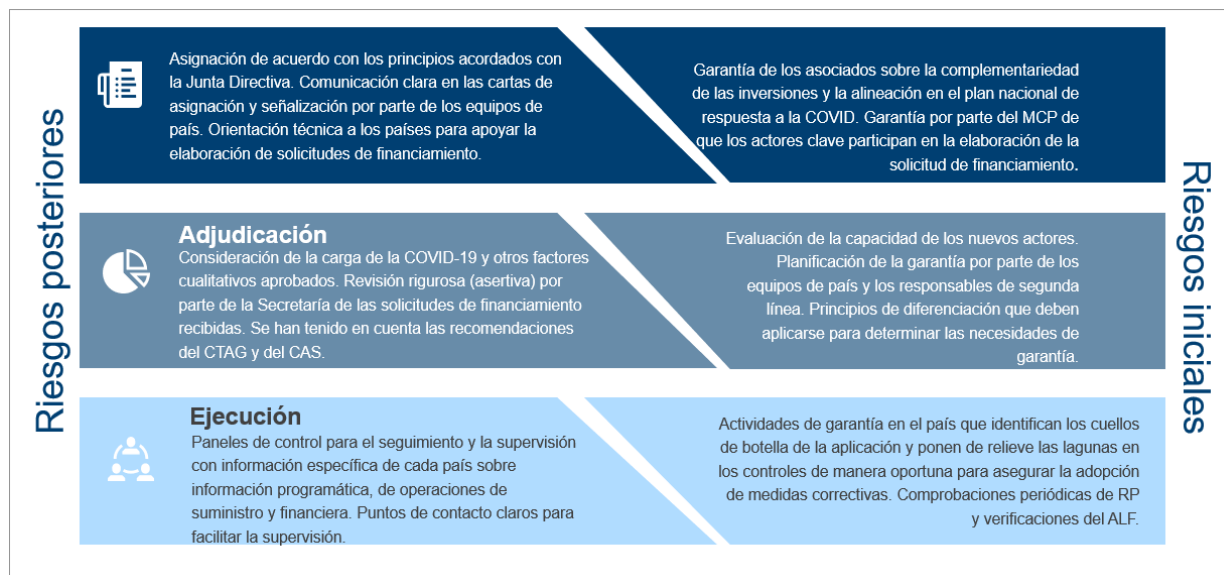 Riesgos posteriores
Asignación de acuerdo con los principios acordados con
la Junta Directiva. Comunicación clara en las cartas de
asignación y señalización por parte de los equipos de
país. Orientación técnica a los países para apoyar la
elaboración de solicitudes de financiamiento.
Garantía de los asociados sobre la complementariedad
de las inversiones y la alineación en el plan nacional de
respuesta a la COVID. Garantía por parte del MCP de
que los actores clave participan en la elaboración de la
solicitud de financiamiento.
Adjudicación
Consideración de la carga de la COVID-19 y otros factores
cualitativos aprobados. Revisión rigurosa (asertiva) por
parte de la Secretaría de las solicitudes de financiamiento
recibidas. Se han tenido en cuenta las recomendaciones
del CTAG y del CAS.
Evaluación de la capacidad de los nuevos actores.
Planificación de la garantía por parte de los
equipos de país y los responsables de segunda
línea. Principios de diferenciación que deben
aplicarse para determinar las necesidades de
garantía.
Ejecución
Paneles de control para el seguimiento y la supervisión
con información específica de cada país sobre
información programática, de operaciones de
suministro y financiera. Puntos de contacto claros para
facilitar la supervisión.
Actividades de garantía en el país que identifican los cuellos
de botella de la aplicación y ponen de relieve las lagunas en
los controles de manera oportuna para asegurar la adopción
de medidas correctivas. Comprobaciones periódicas de RP
y verificaciones del ALF.
Riesgos iniciales